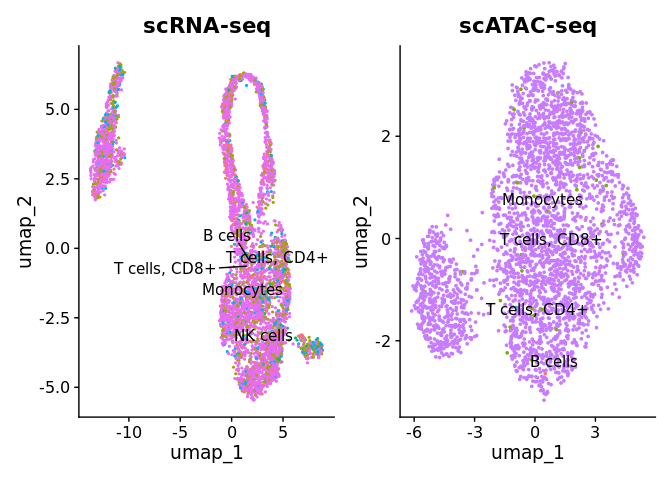 scRNA-seq
5.0
2.5
0.0
-2.5
-5.0
umap_2
B cells
T cells, CD4+
T cells, CD8+
Monocytes
NK cells
-10
-5
0
5
umap_1
scATAC-seq
2
0
-2
umap_2
Monocytes
T cells, CD8+
T cells, CD4+
B cells
-6
-3
0
3
umap_1